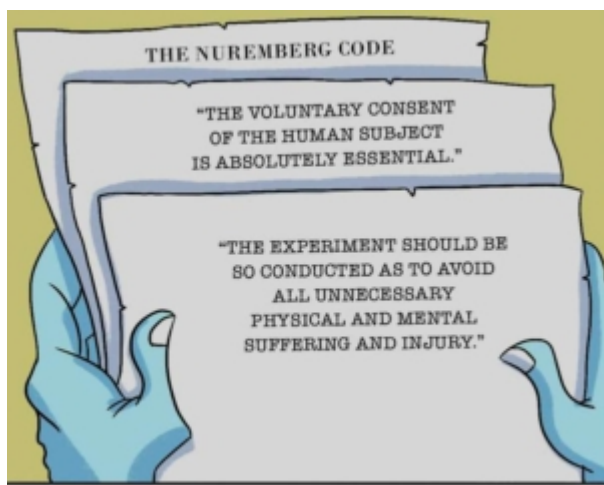 THE NUREMBERG CODE
“THE VOLUNTARY CONSENT
OF THE HUMAN SUBJECT
IS ABSOLUTELY ESSENTIAL.”
“THE EXPERIMENT SHOULD BE
SO CONDUCTED AS TO AVOID
ALL UNNECESSARY
PHYSICAL AND MENTAL
SUFFERING AND INJURY.”